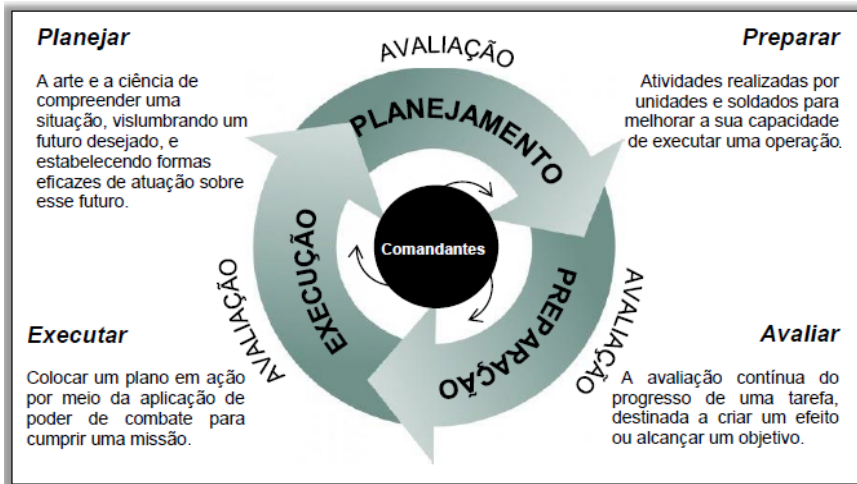 Planejar
A arte e a ciência de
compreender uma
situação, vislumbrando um
futuro desejado, e
estabelecendo formas
eficazes de atuação sobre
esse futuro.
AVALIAÇÃO
Preparar
Atividades realizadas por
unidades e soldados para
melhorar a sua capacidade
de executar uma operação.
PLANEJAMENTO
Comandantes
EXECUÇÃO
PREPARAÇÃO
AVALIAÇÃO
AVALIAÇÃO
Executar
Colocar um plano em ação
por meio da aplicação de
poder de combate para
cumprir uma missão.
Avaliar
A avaliação contínua do
progresso de uma tarefa,
destinada a criar um efeito
ou alcançar um objetivo.